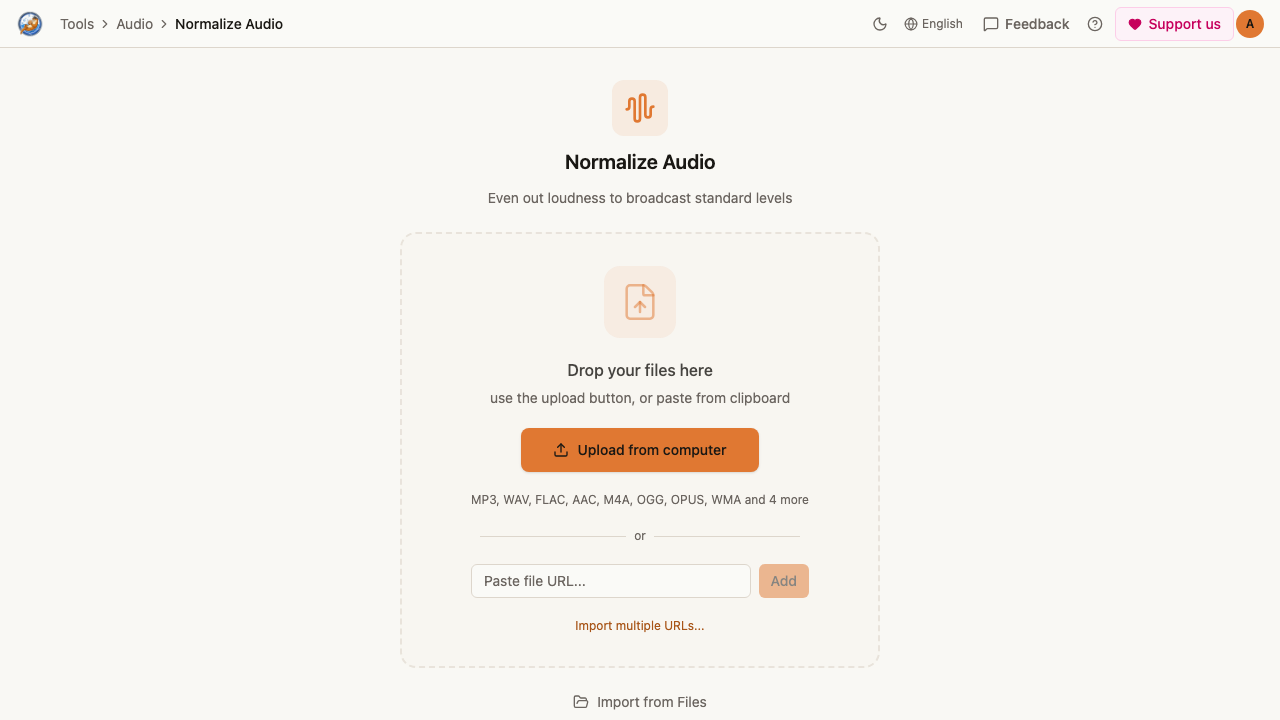 Tools > Audio > Normalize Audio
English
Feedback
Support us
A
Normalize Audio
Even out loudness to broadcast standard levels
Drop your files here
use the upload button, or paste from clipboard
Upload from computer
MP3, WAV, FLAC, AAC, M4A, OGG, OPUS, WMA and 4 more
or
Paste file URL...
Add
Import multiple URLs...
Import from Files